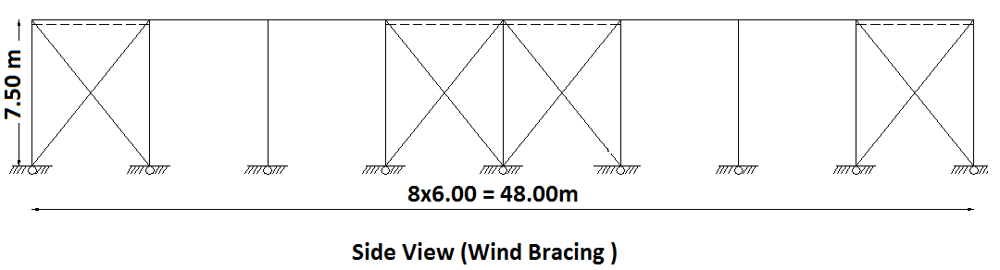 7.50 m
8x6.00 = 48.00m
Side View (Wind Bracing )